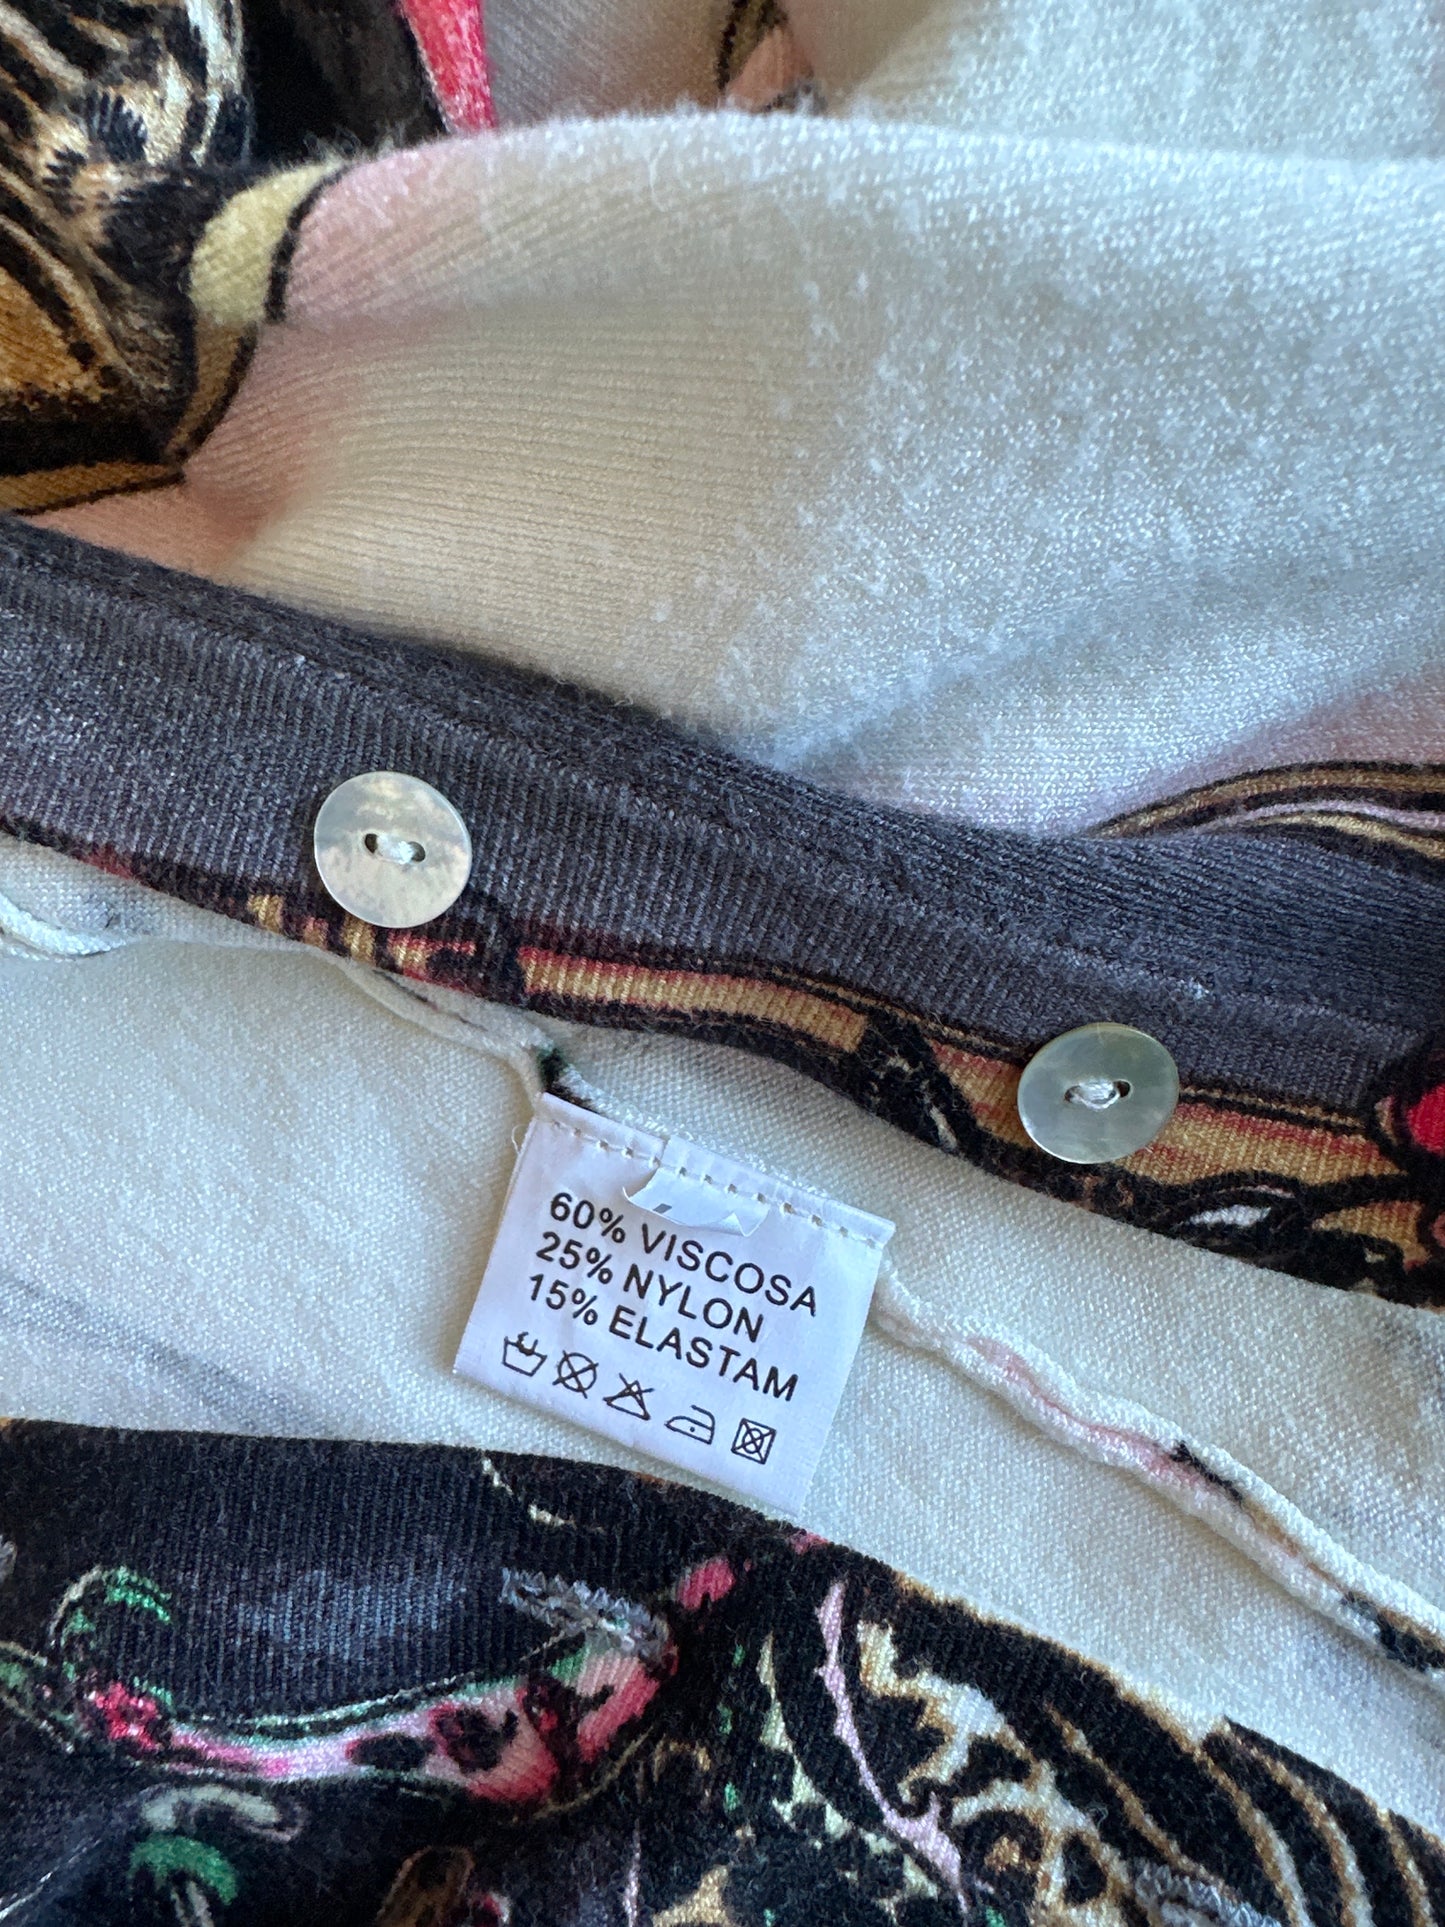 60% VISCOSA
25% NYLON
15% ELASTAM